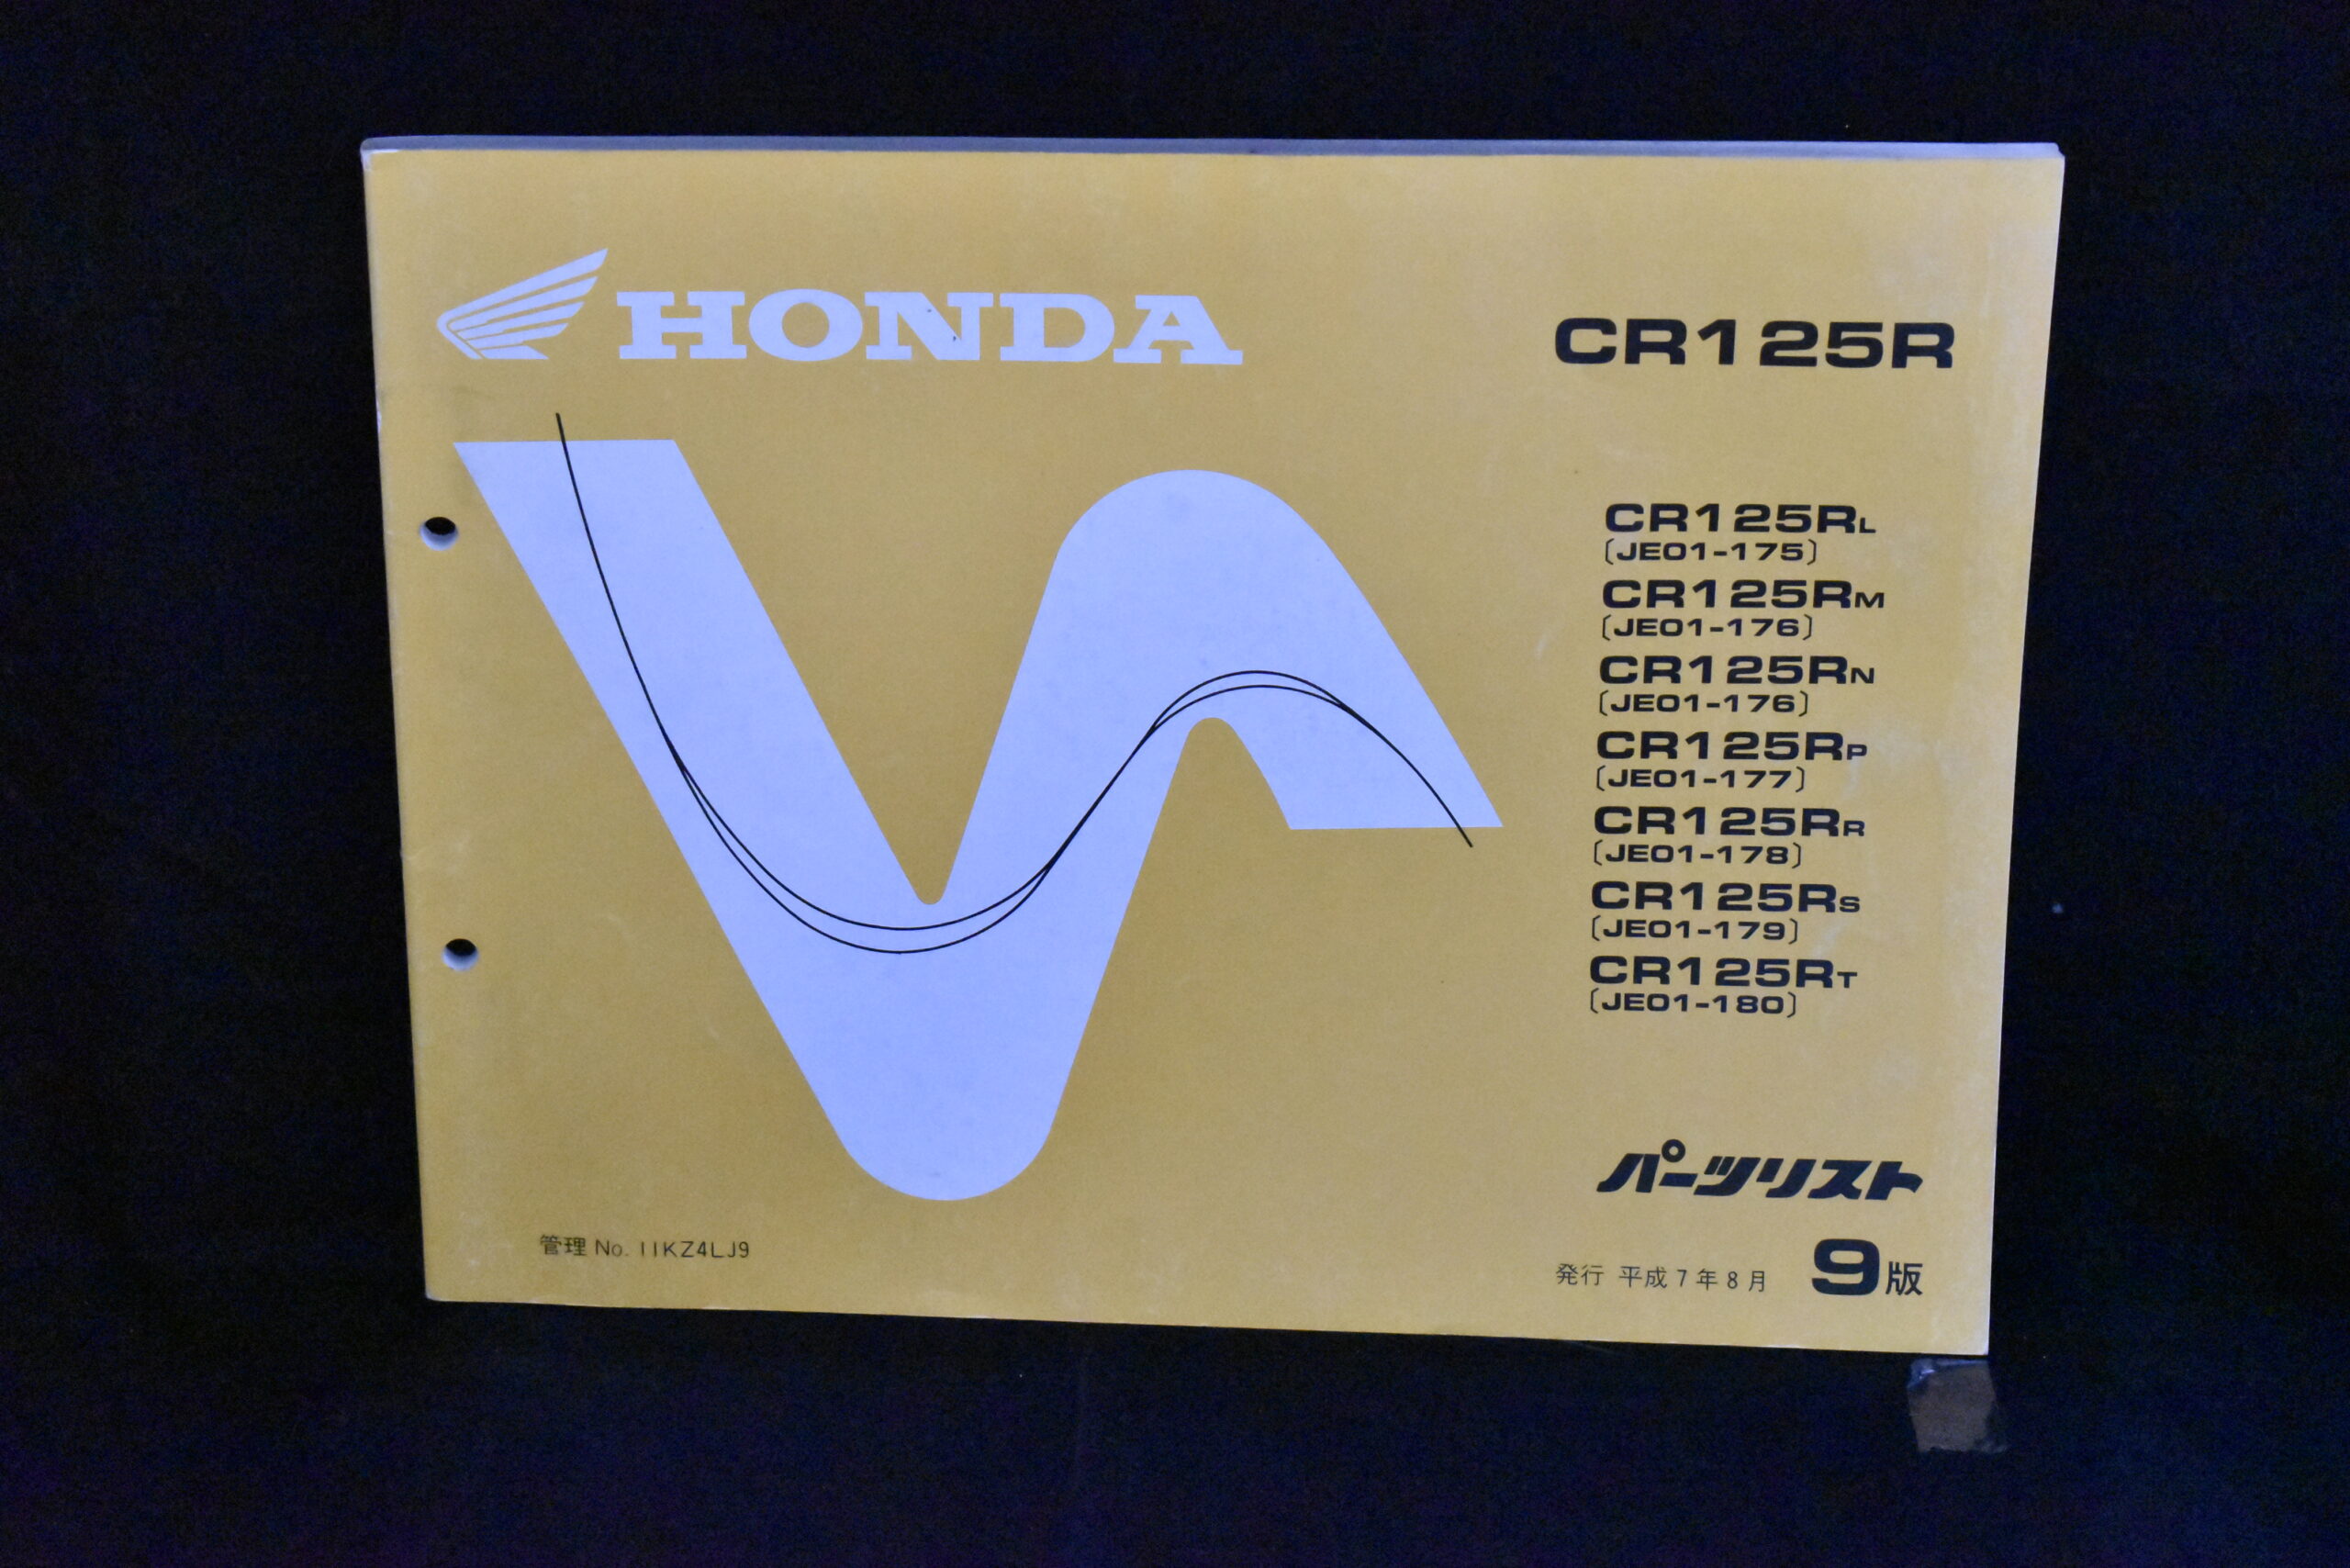 HONDA
CR125R
CR125RL
〔JE01-175〕
CR125RM
〔JE01-176〕
CR125RN
〔JE01-176〕
CR125RP
〔JE01-177〕
CR125RR
〔JE01-178〕
CR125RS
〔JE01-179〕
CR125RT
〔JE01-180〕
パーツリスト
管理 No. 11KZ4LJ9
発行 平成7年8月 9版